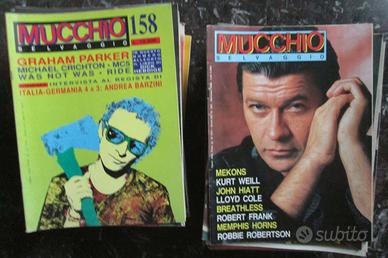 MUCCHIO 158
SELVAGGIO
GRAHAM PARKER
MICHAEL CRICHTON • MC5
WAS NOT WAS • RIDE
INTERVISTA AL REGISTA DI
ITALIA-GERMANIA 4 a 3: ANDREA BARZINI
MUCCHIO
SELVAGGIO
MEKONS
KURT WEILL
JOHN HIATT
LLOYD COLE
BREATHLESS
ROBERT FRANK
MEMPHIS HORNS
ROBBIE ROBERTSON
subito